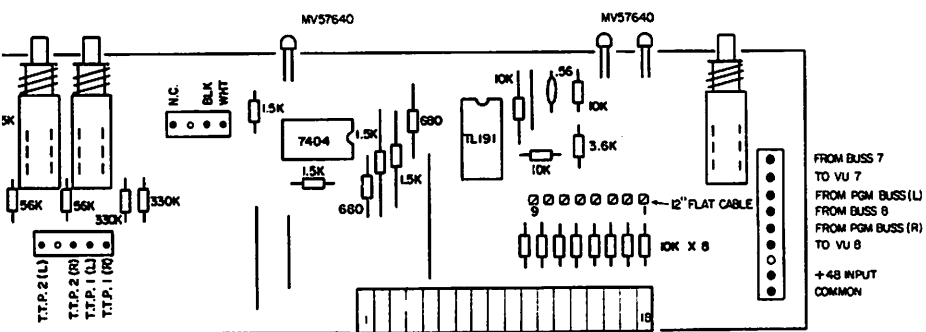 MV57640
MV57640
N.C.
BLK
WHT
5K
1.5K
7404
1.5K
680
1.5K
1.5K
680
TL191
10K
.56
10K
3.6K
10K
56K
56K
330K
330K
9
1
12" FLAT CABLE
10K X 8
T.T.P. 2 (L)
T.T.P. 2 (R)
T.T.P. 1 (L)
T.T.P. 1 (R)
1
18
FROM BUSS 7
TO VU 7
FROM PGM BUSS (L)
FROM BUSS 8
FROM PGM BUSS (R)
TO VU 8
+48 INPUT
COMMON